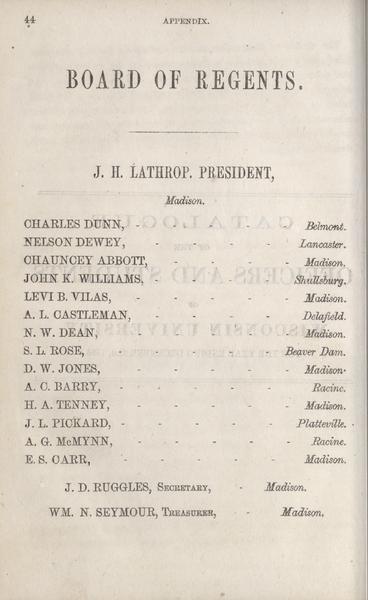 44 APPENDIX.
BOARD OF REGENTS.
J. H. LATHROP. PRESIDENT,
Madison.
CHARLES DUNN, - - - - - - Belmont.
NELSON DEWEY, - - - - - Lancaster.
CHAUNCEY ABBOTT, - - - - - Madison,
JOHN K. WILLIAMS, - - - - Shullsburg.
LEVI B. VILAS, - - - - - - Madison.
A. L. CASTLEMAN, - - - - - Delafield.
N. W. DEAN, - - - - - - Madison.
S. L. ROSE, - - - - - - Beaver Dam.
D. W. JONES, - - - - - - Madison.
A. C. BARRY, - - - - - - Racine.
H. A. TENNEY, - - - - - - Madison.
J. L. PICKARD, - - - - - - Platteville.
A. G. McMYNN, - - - - - - Racine.
E. S. CARR, - - - - - - Madison.
J. D. RUGGLES, SECRETARY, - Madison.
WM. N. SEYMOUR, TREASURER, - Madison.